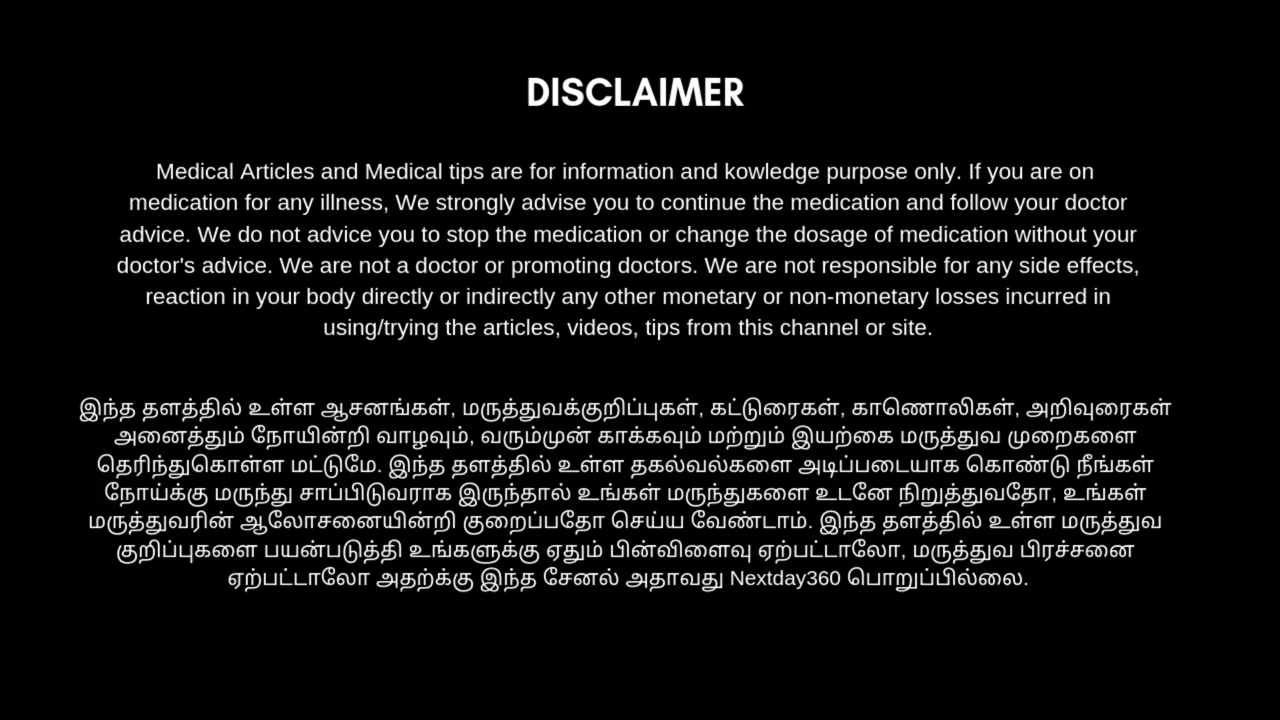 DISCLAIMER
Medical Articles and Medical tips are for information and kowledge purpose only. If you are on
medication for any illness, We strongly advise you to continue the medication and follow your doctor
advice. We do not advice you to stop the medication or change the dosage of medication without your
doctor's advice. We are not a doctor or promoting doctors. We are not responsible for any side effects,
reaction in your body directly or indirectly any other monetary or non-monetary losses incurred in
using/trying the articles, videos, tips from this channel or site.
இந்த தளத்தில் உள்ள ஆசனங்கள், மருத்துவக்குறிப்புகள், கட்டுரைகள், காணொலிகள், அறிவுரைகள்
அனைத்தும் நோயின்றி வாழவும், வரும்முன் காக்கவும் மற்றும் இயற்கை மருத்துவ முறைகளை
தெரிந்துகொள்ள மட்டுமே. இந்த தளத்தில் உள்ள தகல்வல்களை அடிப்படையாக கொண்டு நீங்கள்
நோய்க்கு மருந்து சாப்பிடுவராக இருந்தால் உங்கள் மருந்துகளை உடனே நிறுத்துவதோ, உங்கள்
மருத்துவரின் ஆலோசனையின்றி குறைப்பதோ செய்ய வேண்டாம். இந்த தளத்தில் உள்ள மருத்துவ
குறிப்புகளை பயன்படுத்தி உங்களுக்கு ஏதும் பின்விளைவு ஏற்பட்டாலோ, மருத்துவ பிரச்சனை
ஏற்பட்டாலோ அதற்க்கு இந்த சேனல் அதாவது Nextday360 பொறுப்பில்லை.